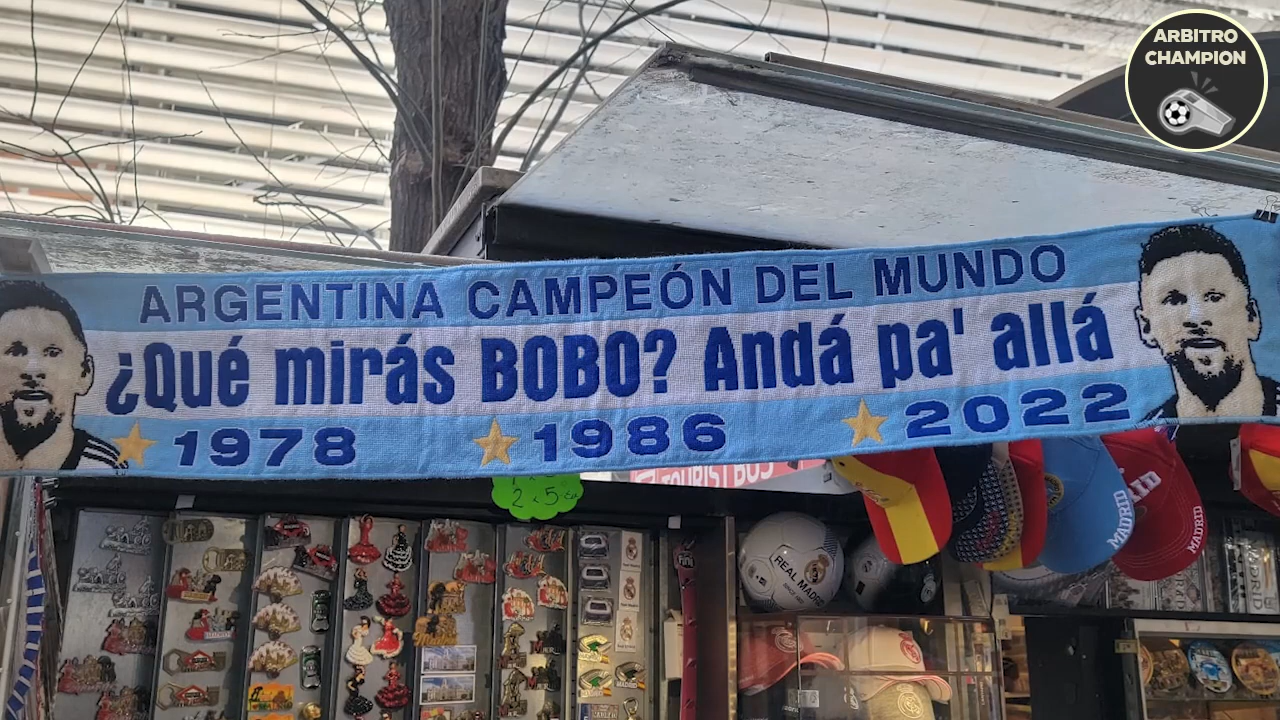 ARBITRO
CHAMPION
ARGENTINA CAMPEÓN DEL MUNDO
¿Qué mirás BOBO? Andá pa' allá
1978 1986 2022
TOURIST BUS
2 x 5
REAL MADRID
MADRID
MADRID
MADRID